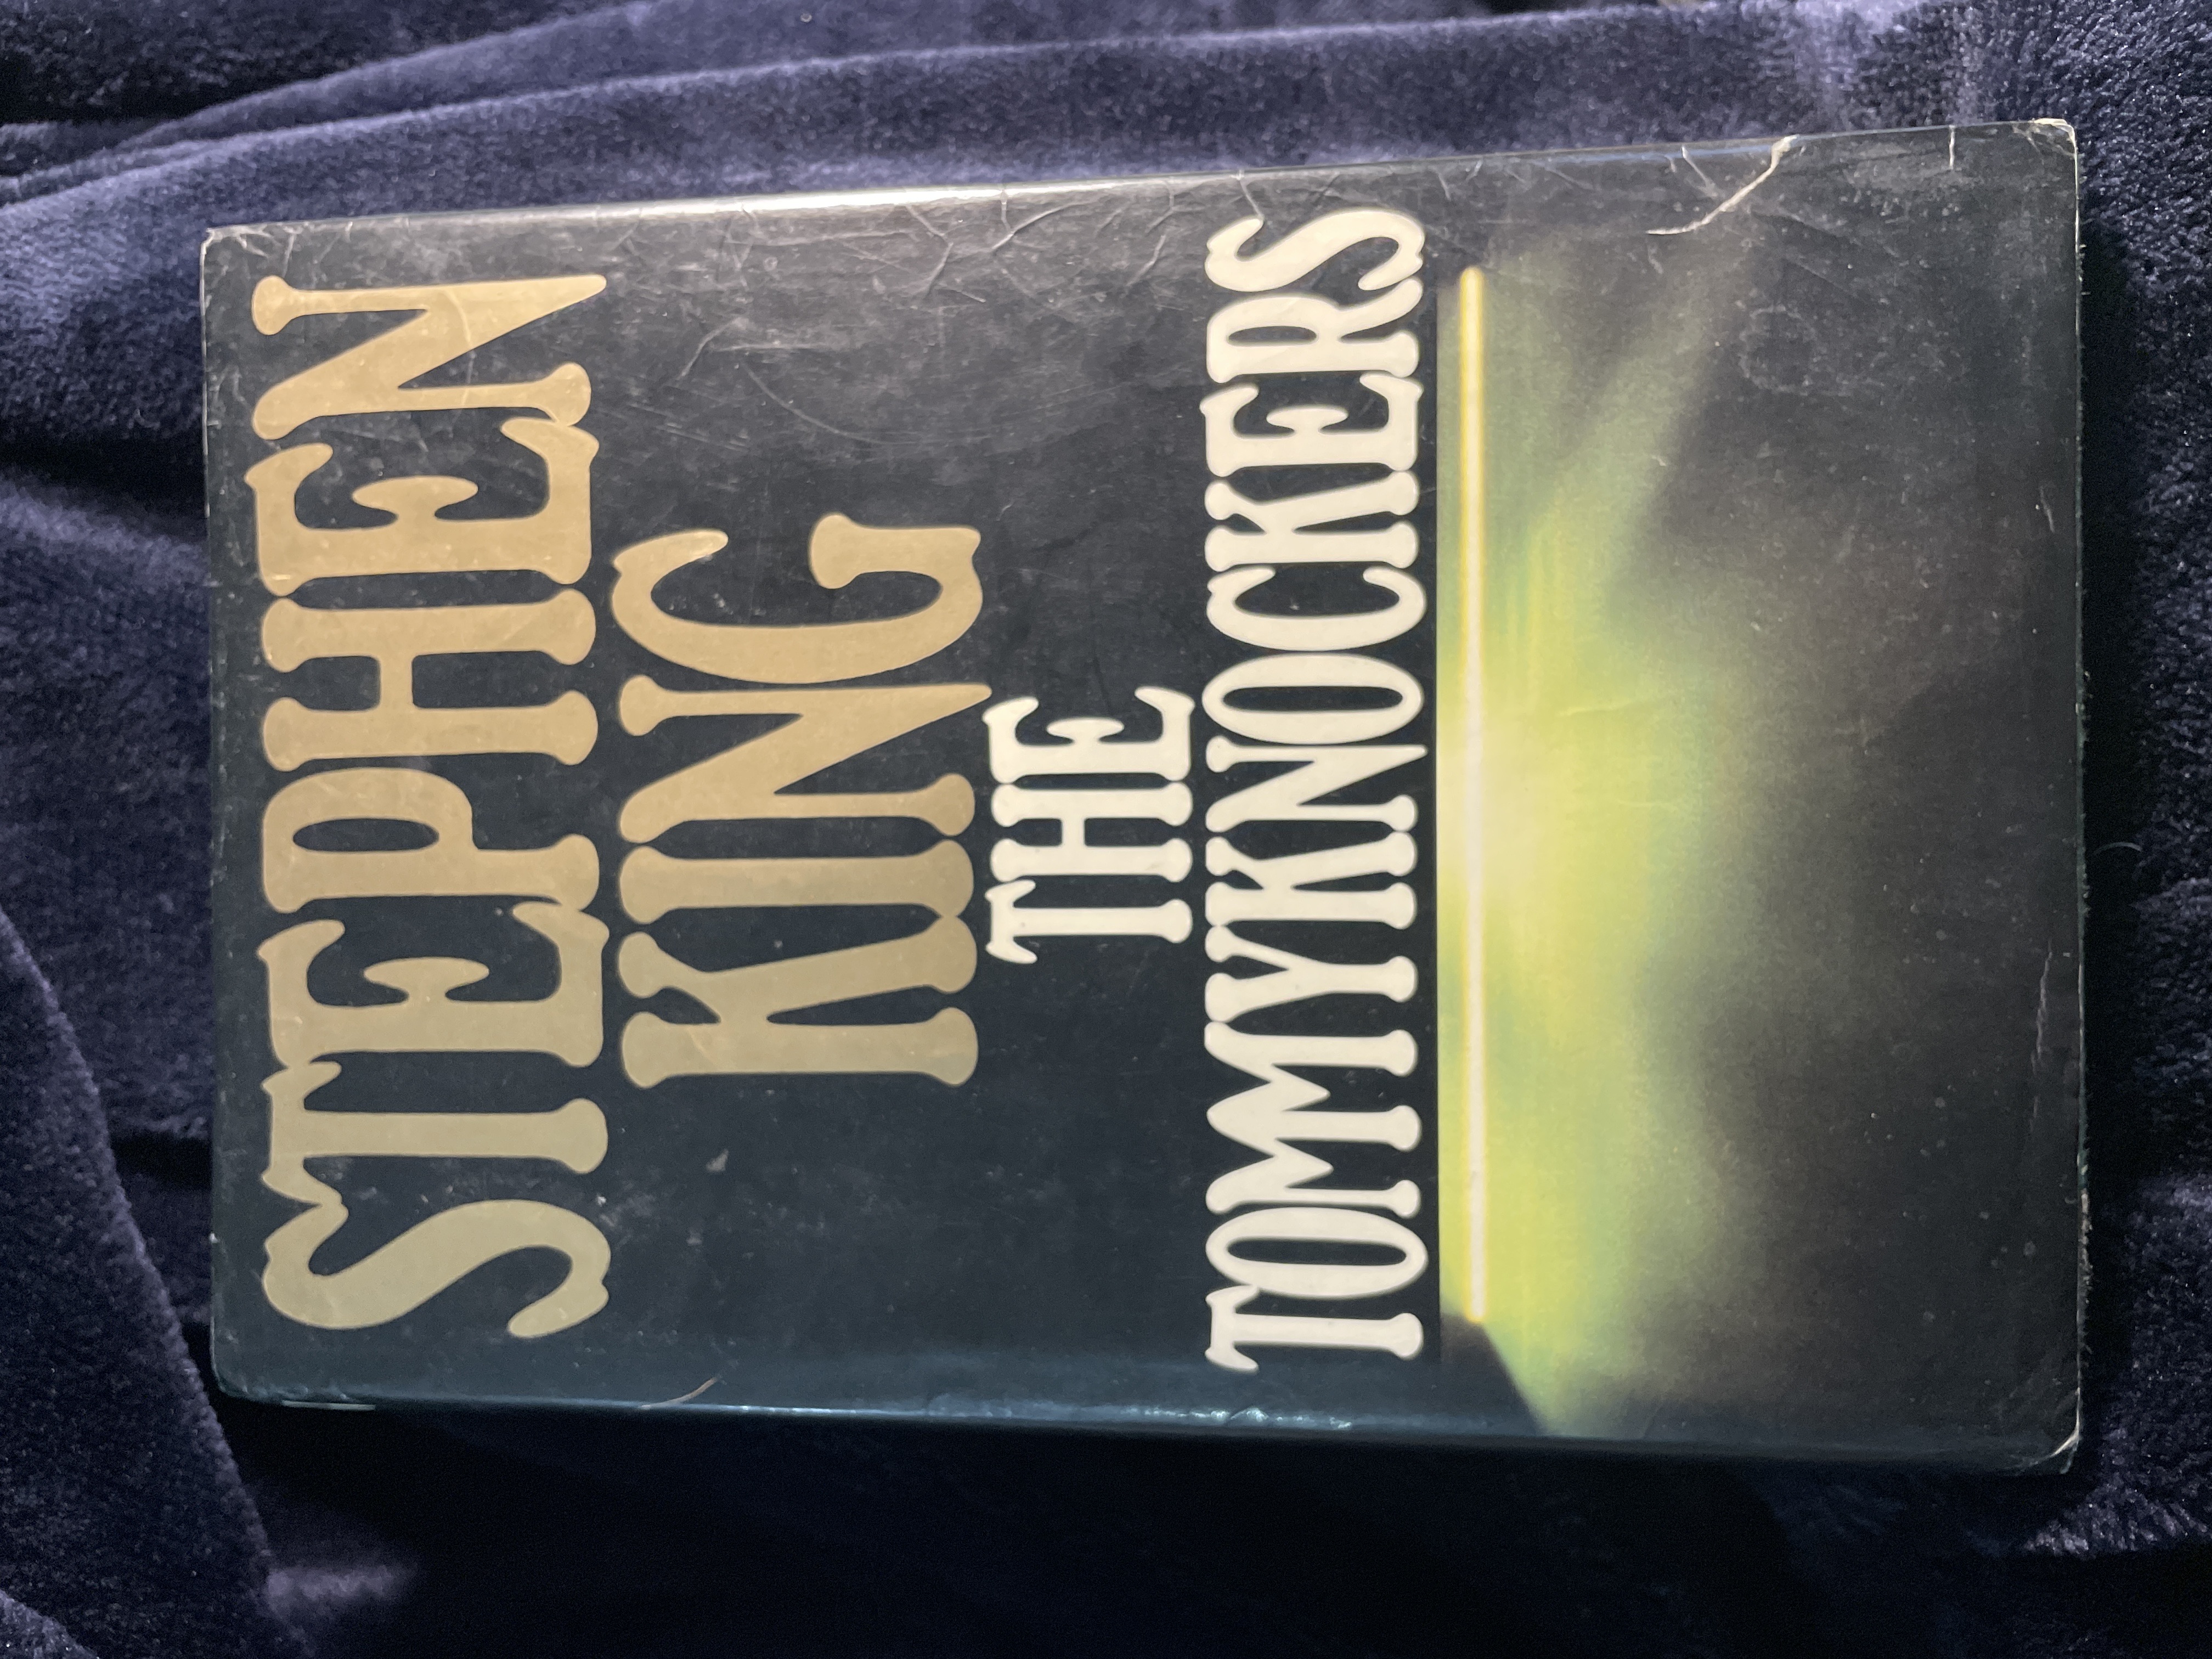 STEPHEN
KING
THE
TOMMYKNOCKERS